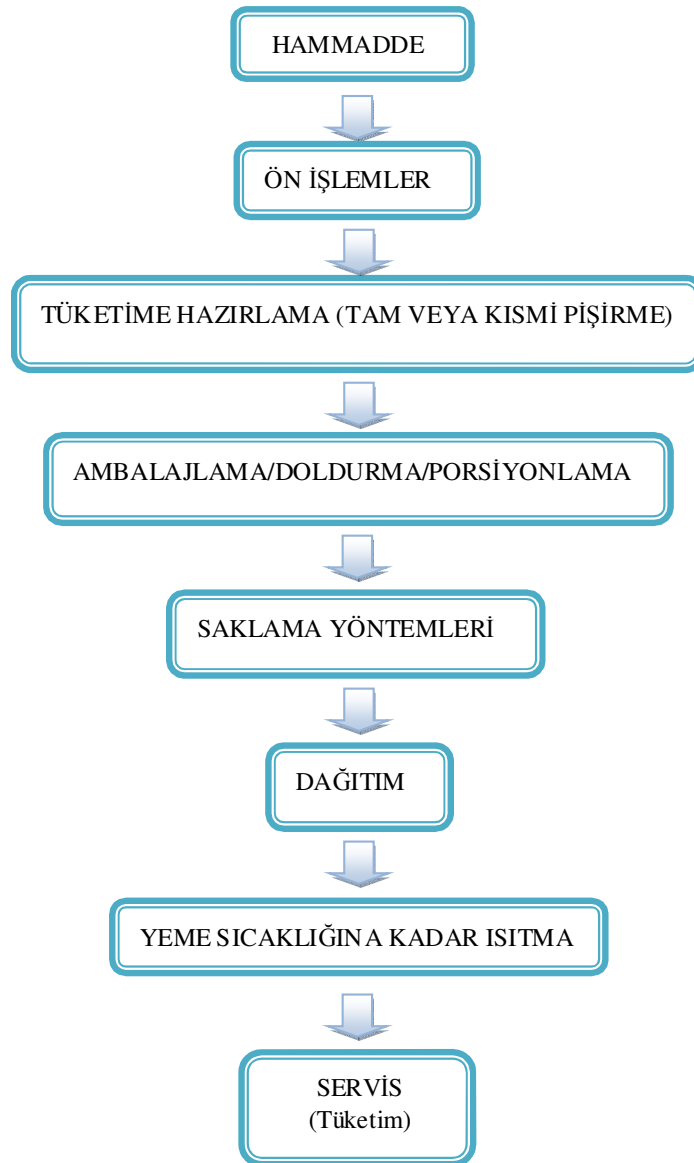 HAMMADDE
ÖN İŞLEMLER
TÜKETİME HAZIRLAMA (TAM VEYA KISMİ PİŞİRME)
AMBALAJLAMA/DOLDURMA/PORSİYONLAMA
SAKLAMA YÖNTEMLERİ
DAĞITIM
YEME SICAKLIĞINA KADAR ISITMA
SERVİS
(Tüketim)